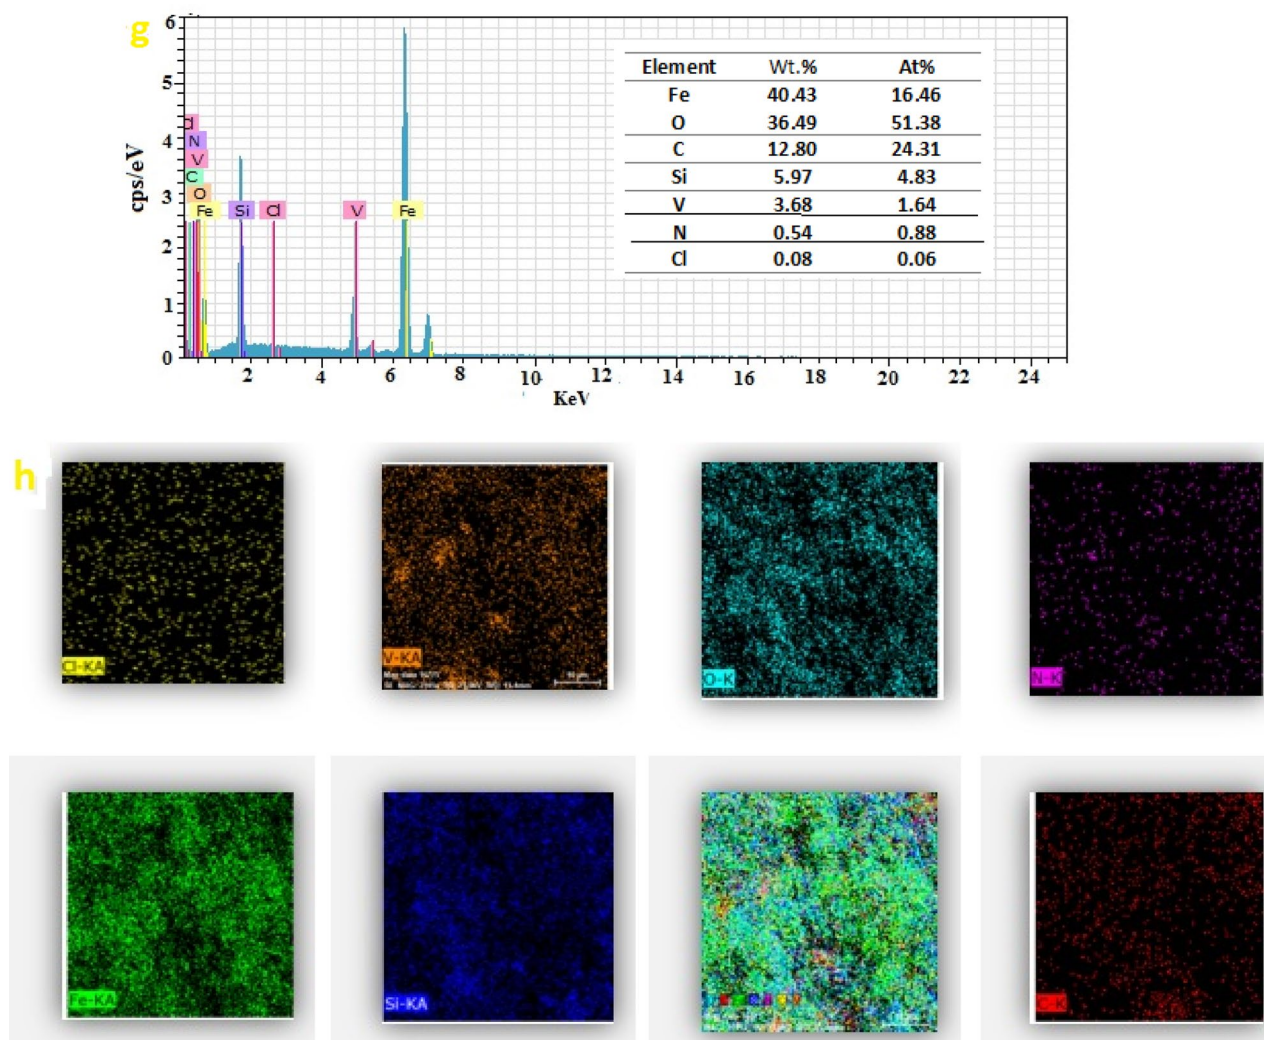 g
6
5
4
3
2
1
0
cps/eV
Cl
N
V
C
O
Fe
Si
Cl
V
Fe
2
4
6
8
10
12
14
16
18
20
22
24
KeV
Element Wt.% At%
Fe 40.43 16.46
O 36.49 51.38
C 12.80 24.31
Si 5.97 4.83
V 3.68 1.64
N 0.54 0.88
Cl 0.08 0.06
h
Cl-KA
V-KA
O-K
N-K
Fe-KA
Si-KA
C-K